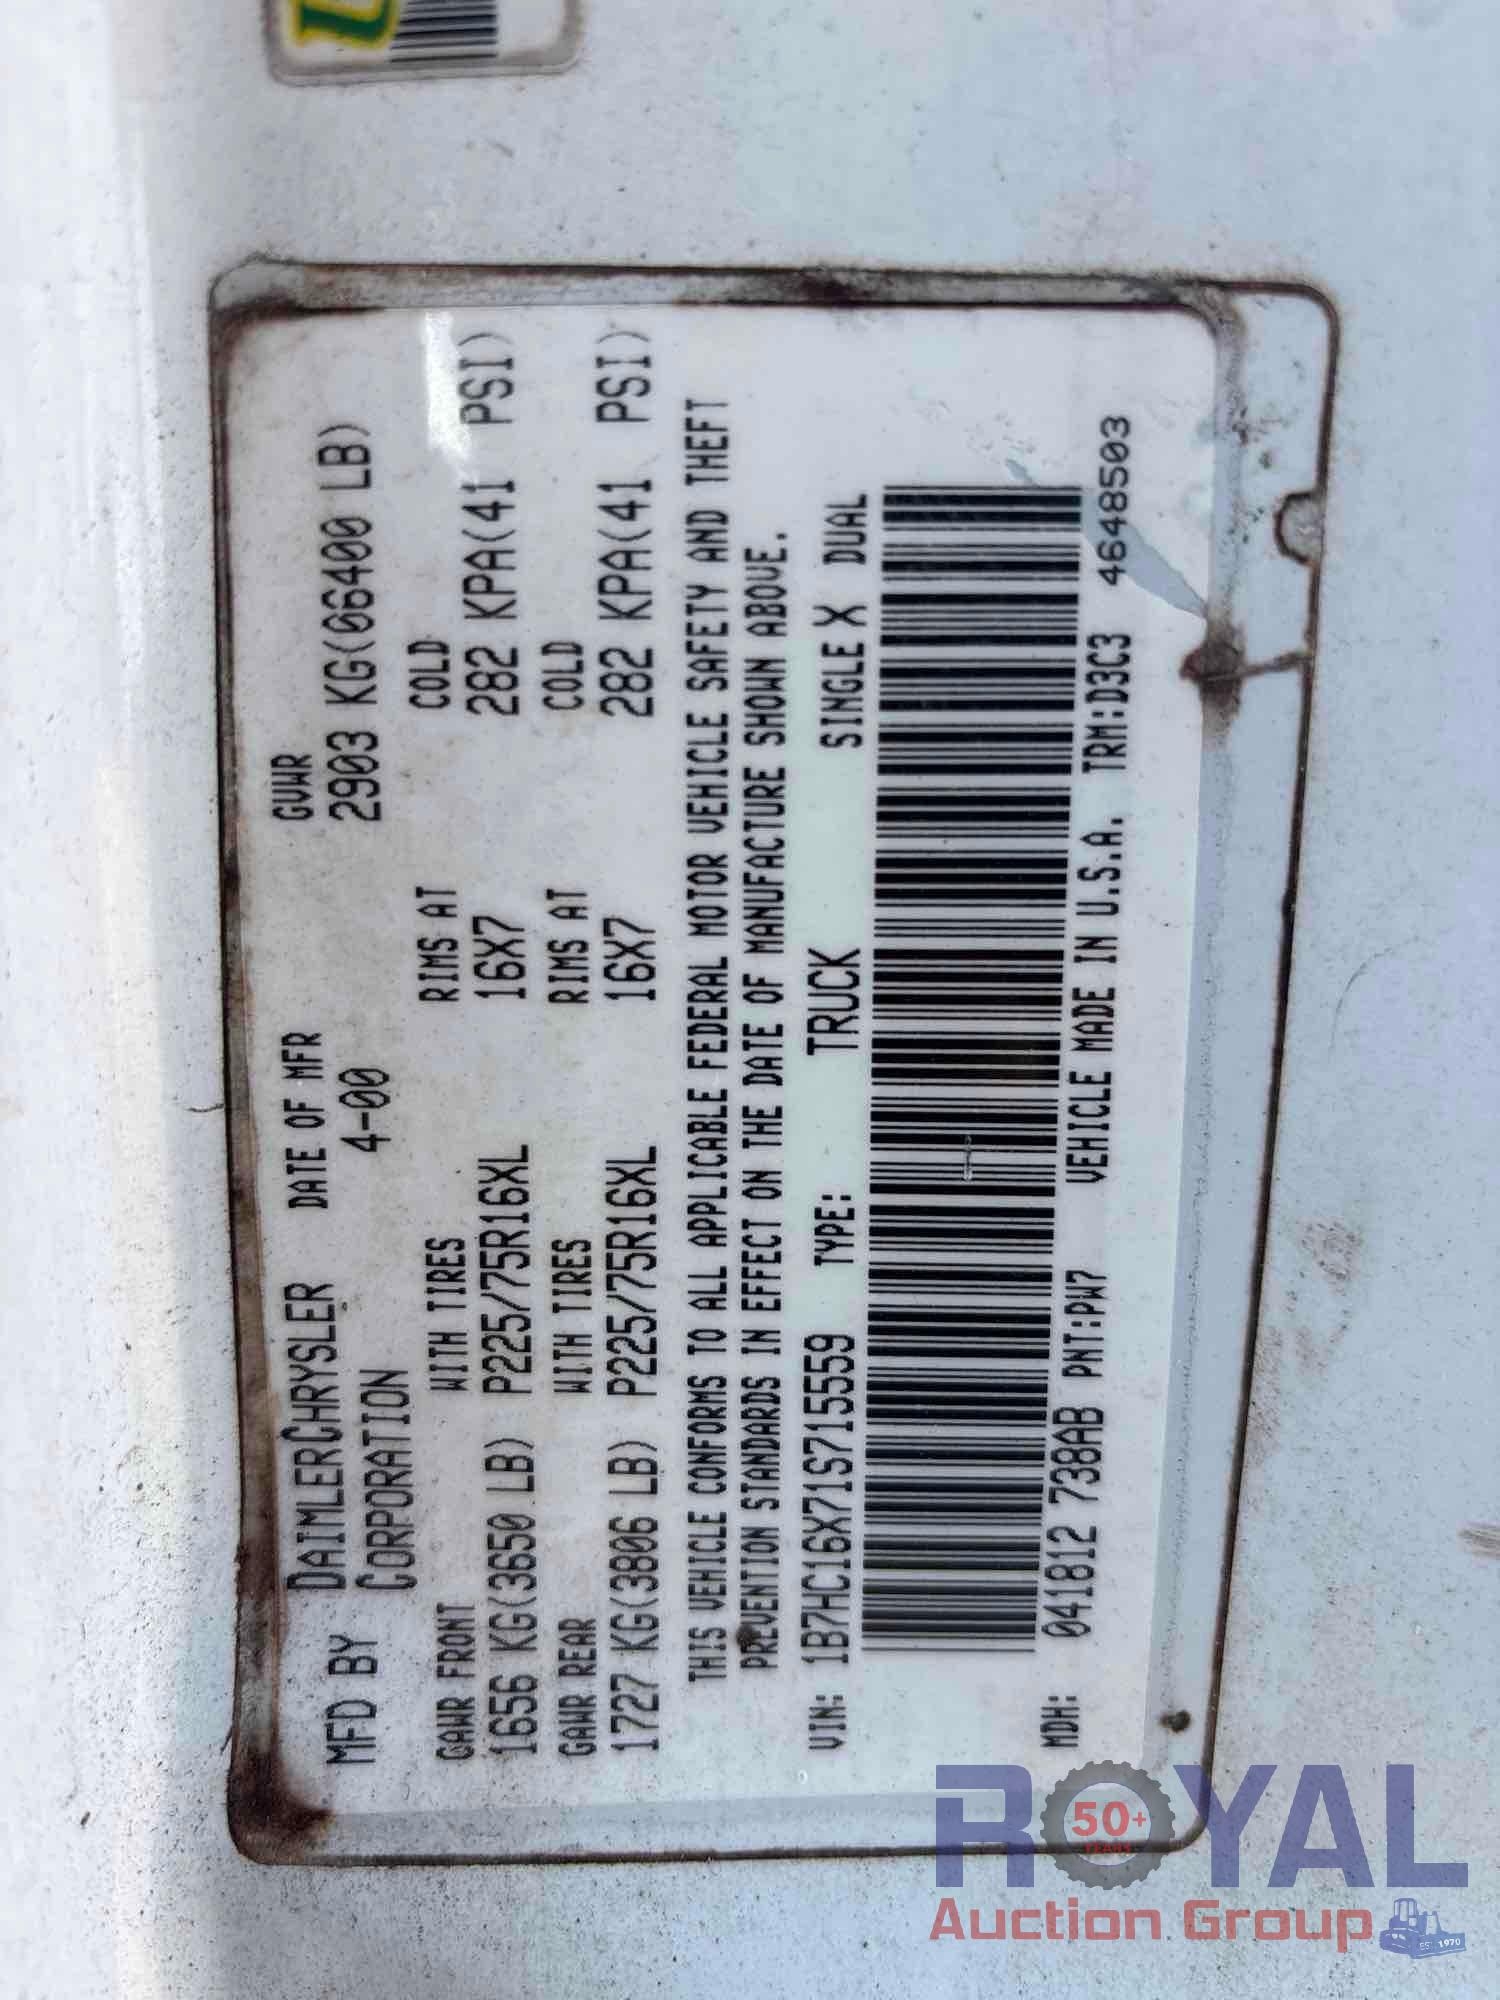 MFD BY DAIMLERCHRYSLER CORPORATION DATE OF MFR 4-00 GVWR 2903 KG(06400 LB)
GAWR FRONT WITH TIRES RIMS AT COLD
1656 KG(3650 LB) P225/75R16XL 16X7 282 KPA(41 PSI)
GAWR REAR WITH TIRES RIMS AT COLD
1727 KG(3806 LB) P225/75R16XL 16X7 282 KPA(41 PSI)
THIS VEHICLE CONFORMS TO ALL APPLICABLE FEDERAL MOTOR VEHICLE SAFETY AND THEFT
PREVENTION STANDARDS IN EFFECT ON THE DATE OF MANUFACTURE SHOWN ABOVE.
VIN: 1B7HC16X71S715559 TYPE: TRUCK SINGLE X DUAL
MDH: 041812 738AB PNT:PW7 VEHICLE MADE IN U.S.A. TRM:D3C3 4648503
ROYAL
50+
YEARS
Auction Group
EST 1970